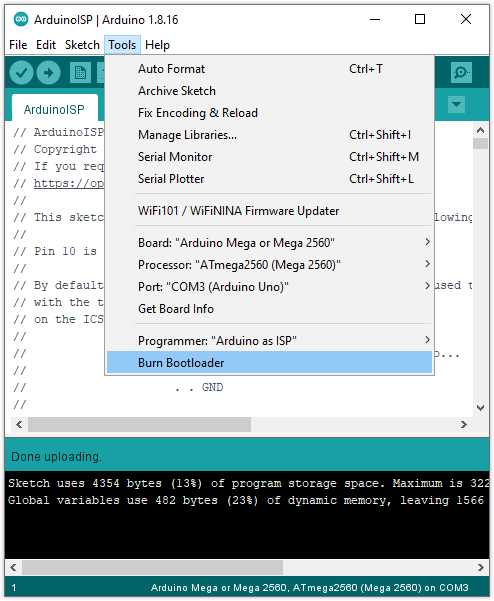 ArduinoISP | Arduino 1.8.16
File Edit Sketch Tools Help
Auto Format Ctrl+T
Archive Sketch
Fix Encoding & Reload
Manage Libraries... Ctrl+Shift+I
Serial Monitor Ctrl+Shift+M
Serial Plotter Ctrl+Shift+L
WiFi101 / WiFiNINA Firmware Updater
Board: "Arduino Mega or Mega 2560"
Processor: "ATmega2560 (Mega 2560)"
Port: "COM3 (Arduino Uno)"
Get Board Info
Programmer: "Arduino as ISP"
Burn Bootloader
ArduinoISP
// ArduinoISP
// Copyright
// If you req
// https://op
//
// This sketc lowing
//
// Pin 10 is
//
// By default used t
// with the t
// on the ICS
//
// o...
//
// . . GND
//
Done uploading.
Sketch uses 4354 bytes (13%) of program storage space. Maximum is 322
Global variables use 482 bytes (23%) of dynamic memory, leaving 1566
1 Arduino Mega or Mega 2560, ATmega2560 (Mega 2560) on COM3